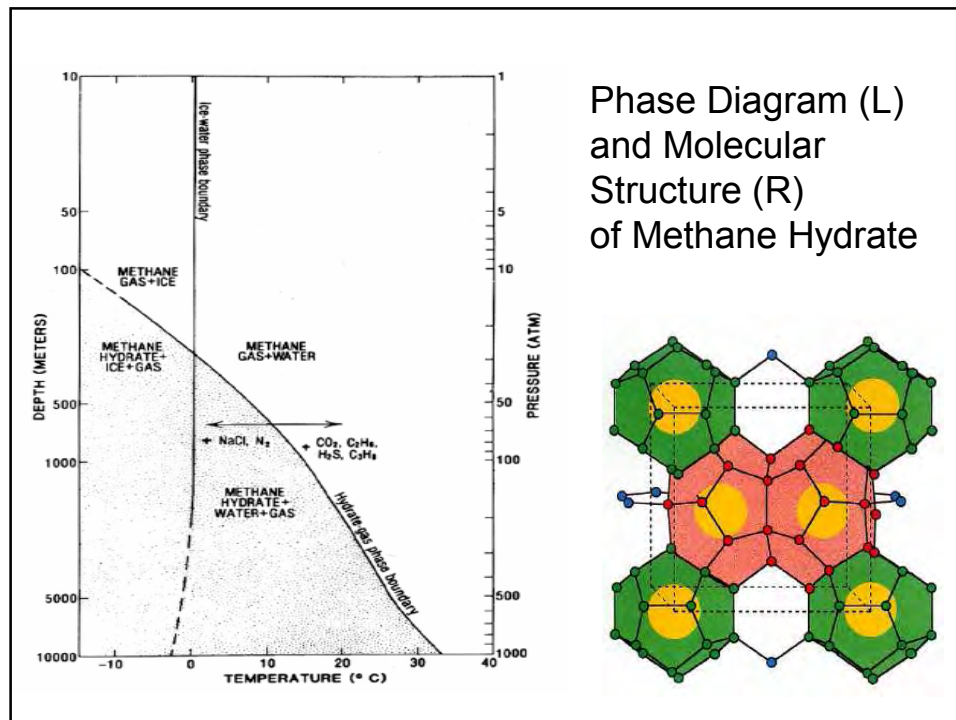 Phase Diagram (L)
and Molecular
Structure (R)
of Methane Hydrate
10
50
100
500
1000
5000
10000
DEPTH (METERS)
1
5
10
50
100
500
1000
PRESSURE (ATM)
-10
0
10
20
30
40
TEMPERATURE (° C)
Ice-water phase boundary
METHANE
GAS+ICE
METHANE
HYDRATE+
ICE+GAS
METHANE
GAS+WATER
+ NaCl, N₂
+ CO₂, C₂H₆,
H₂S, C₃H₈
METHANE
HYDRATE+
WATER+GAS
Hydrate-gas phase boundary